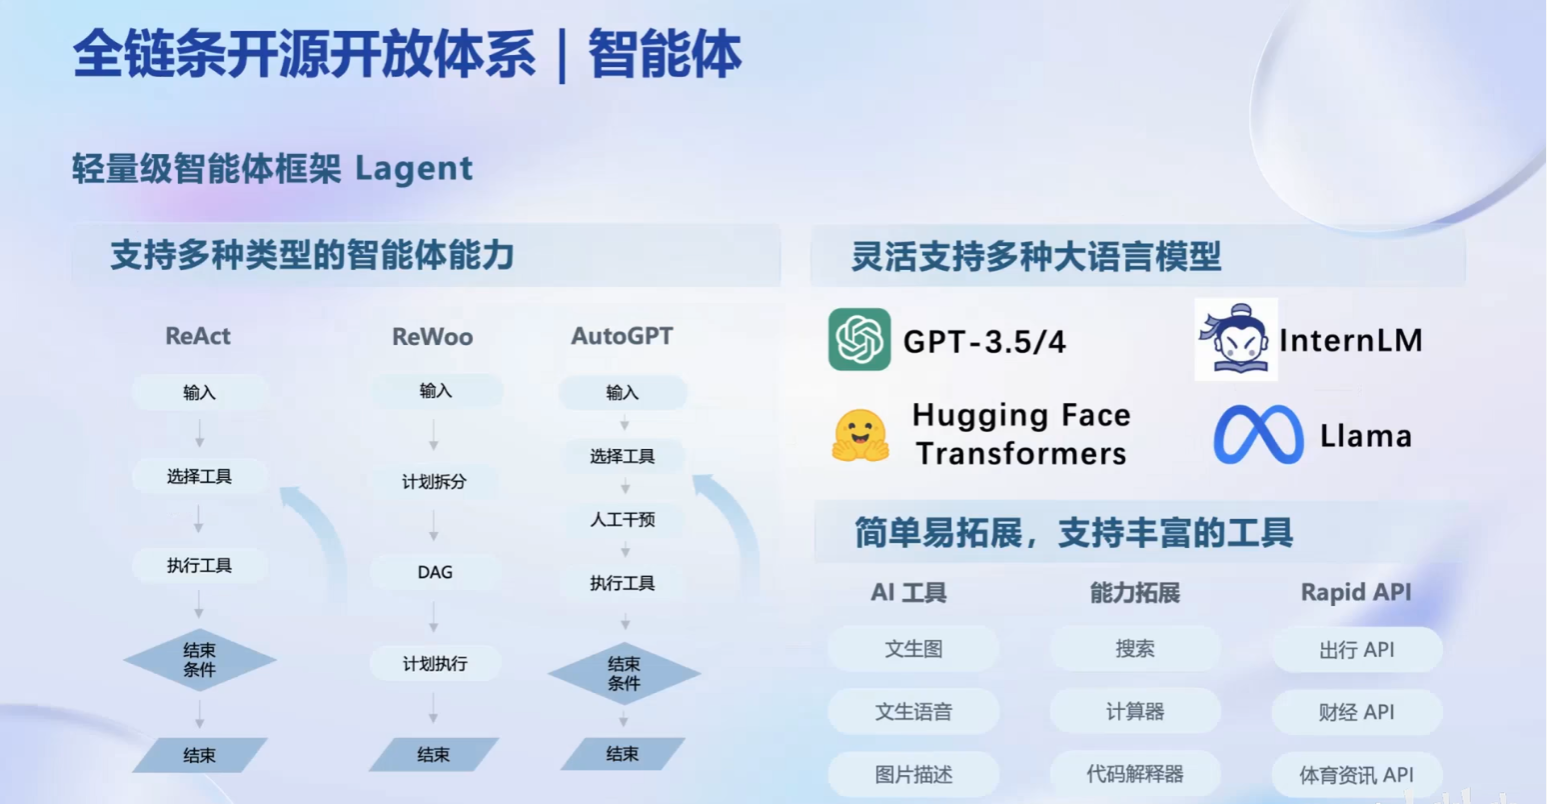 全链条开源开放体系 | 智能体
轻量级智能体框架 Lagent
支持多种类型的智能体能力
ReAct
输入
选择工具
执行工具
结束
条件
结束
ReWoo
输入
计划拆分
DAG
计划执行
结束
AutoGPT
输入
选择工具
人工干预
执行工具
结束
条件
结束
灵活支持多种大语言模型
GPT-3.5/4
InternLM
Hugging Face
Transformers
Llama
简单易拓展，支持丰富的工具
AI 工具
文生图
文生语音
图片描述
能力拓展
搜索
计算器
代码解释器
Rapid API
出行 API
财经 API
体育资讯 API